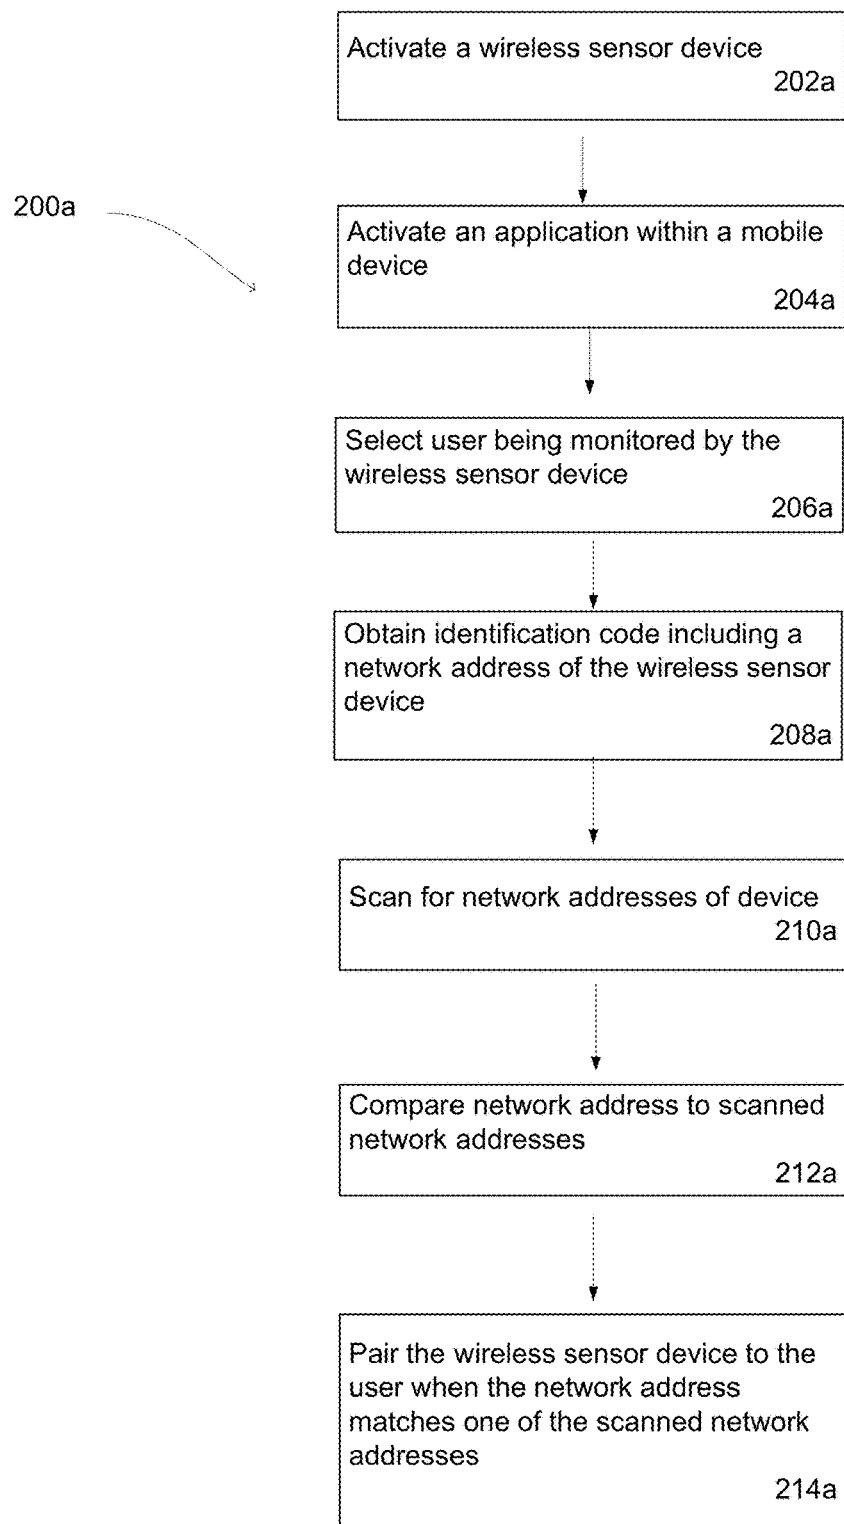 Activate a wireless sensor device
202a
200a
Activate an application within a mobile
device
204a
Select user being monitored by the
wireless sensor device
206a
Obtain identification code including a
network address of the wireless sensor
device
208a
Scan for network addresses of device
210a
Compare network address to scanned
network addresses
212a
Pair the wireless sensor device to the
user when the network address
matches one of the scanned network
addresses
214a